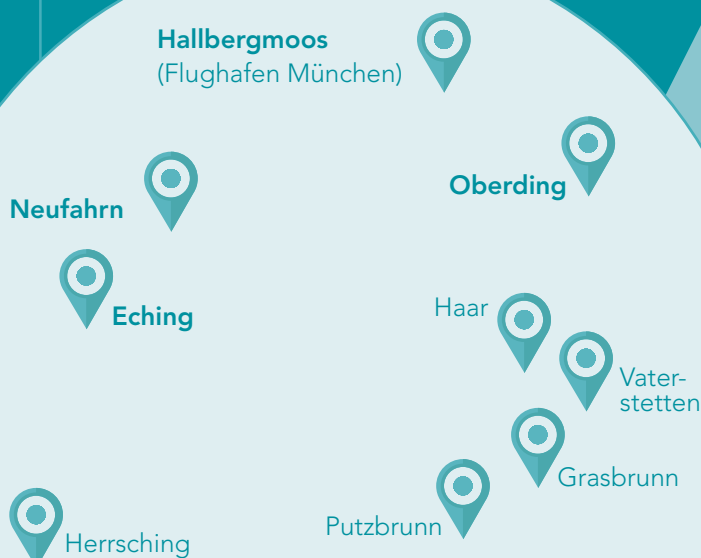 Hallbergmoos
(Flughafen München)
Oberding
Neufahrn
Eching
Haar
Vater-
stetten
Grasbrunn
Putzbrunn
Herrsching